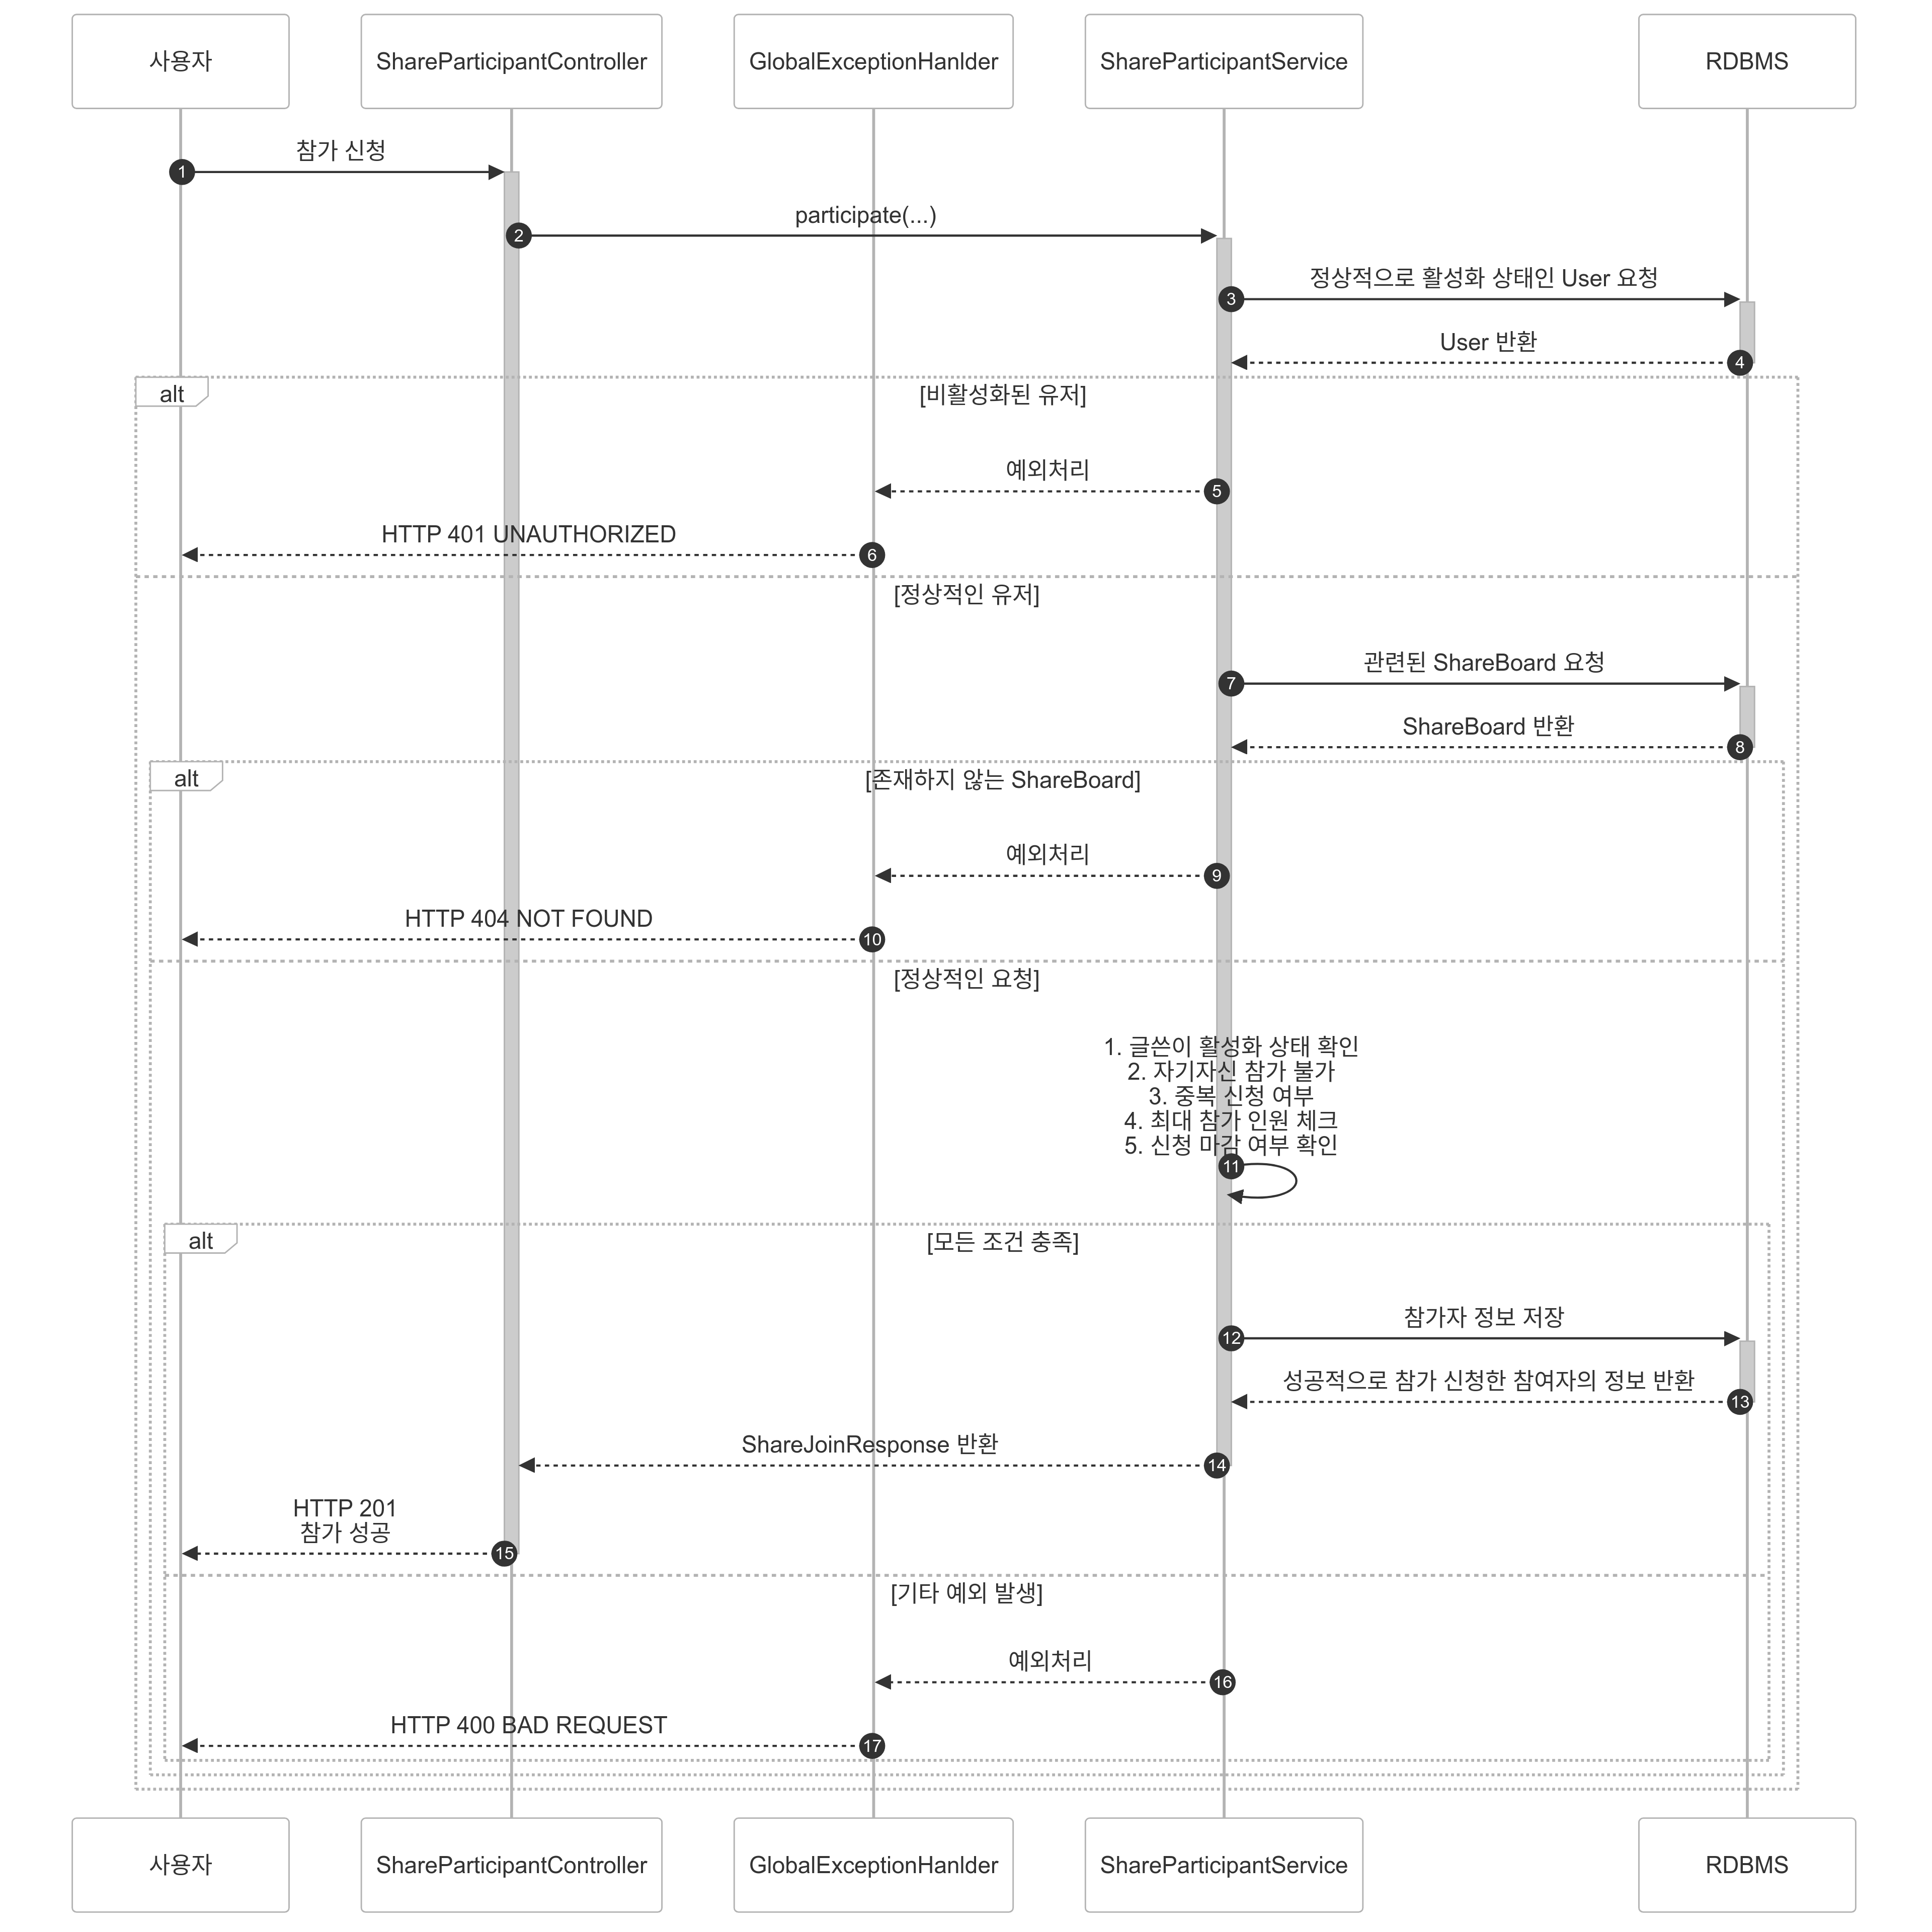 사용자
ShareParticipantController
GlobalExceptionHanlder
ShareParticipantService
RDBMS
참가 신청
1
participate(...)
2
정상적으로 활성화 상태인 User 요청
3
User 반환
4
alt
[비활성화된 유저]
예외처리
5
HTTP 401 UNAUTHORIZED
6
[정상적인 유저]
관련된 ShareBoard 요청
7
ShareBoard 반환
8
alt
[존재하지 않는 ShareBoard]
예외처리
9
HTTP 404 NOT FOUND
10
[정상적인 요청]
1. 글쓴이 활성화 상태 확인
2. 자기자신 참가 불가
3. 중복 신청 여부
4. 최대 참가 인원 체크
5. 신청 마감 여부 확인
11
alt
[모든 조건 충족]
참가자 정보 저장
12
성공적으로 참가 신청한 참여자의 정보 반환
13
ShareJoinResponse 반환
14
HTTP 201
참가 성공
15
[기타 예외 발생]
예외처리
16
HTTP 400 BAD REQUEST
17
사용자
ShareParticipantController
GlobalExceptionHanlder
ShareParticipantService
RDBMS